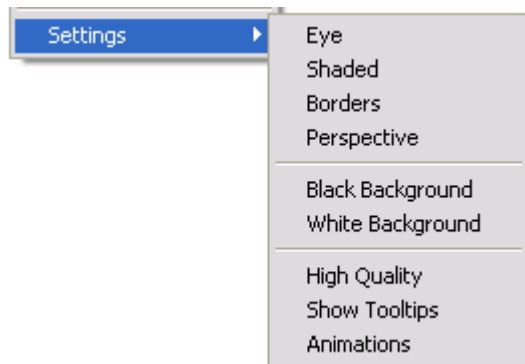 Settings
Eye
Shaded
Borders
Perspective
Black Background
White Background
High Quality
Show Tooltips
Animations